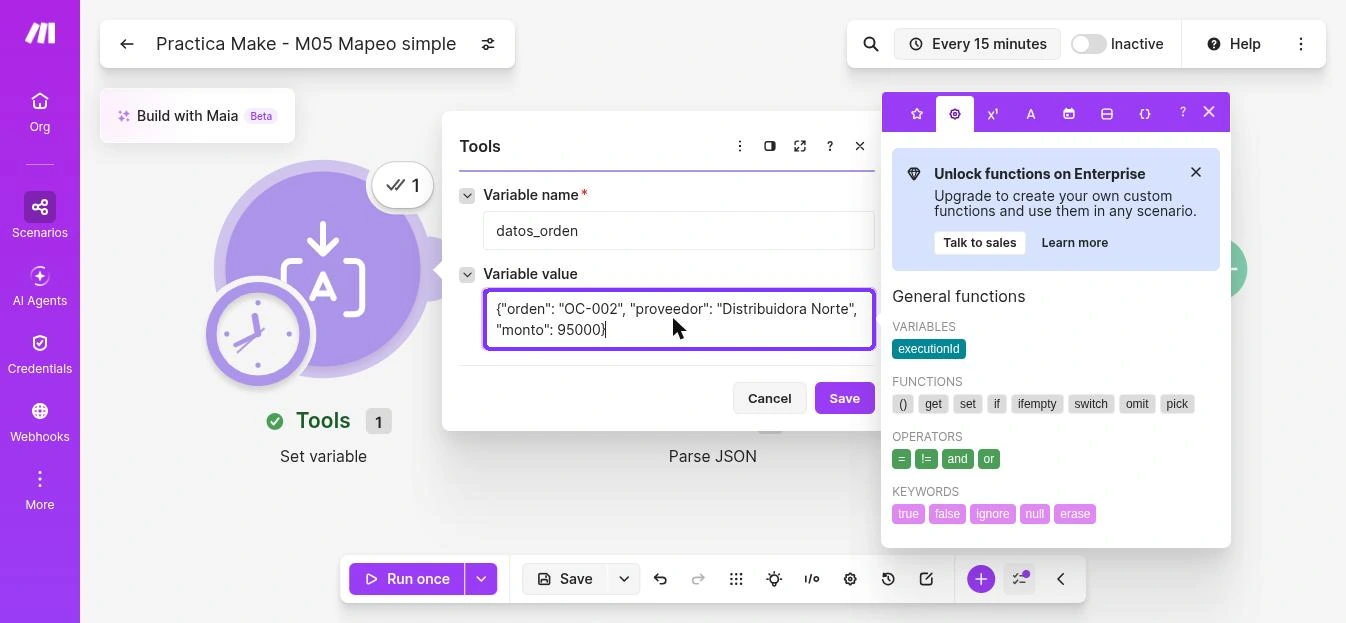 Practica Make - M05 Mapeo simple
Every 15 minutes
Inactive
Help
Build with Maia Beta
Org
Scenarios
AI Agents
Credentials
Webhooks
More
1
Tools 1
Set variable
Tools
?
Variable name*
datos_orden
Variable value
{"orden": "OC-002", "proveedor": "Distribuidora Norte",
"monto": 95000}
Cancel Save
Parse JSON
x¹ A {} ?
Unlock functions on Enterprise
Upgrade to create your own custom
functions and use them in any scenario.
Talk to sales Learn more
General functions
VARIABLES
executionId
FUNCTIONS
() get set if ifempty switch omit pick
OPERATORS
= != and or
KEYWORDS
true false ignore null erase
Run once
Save